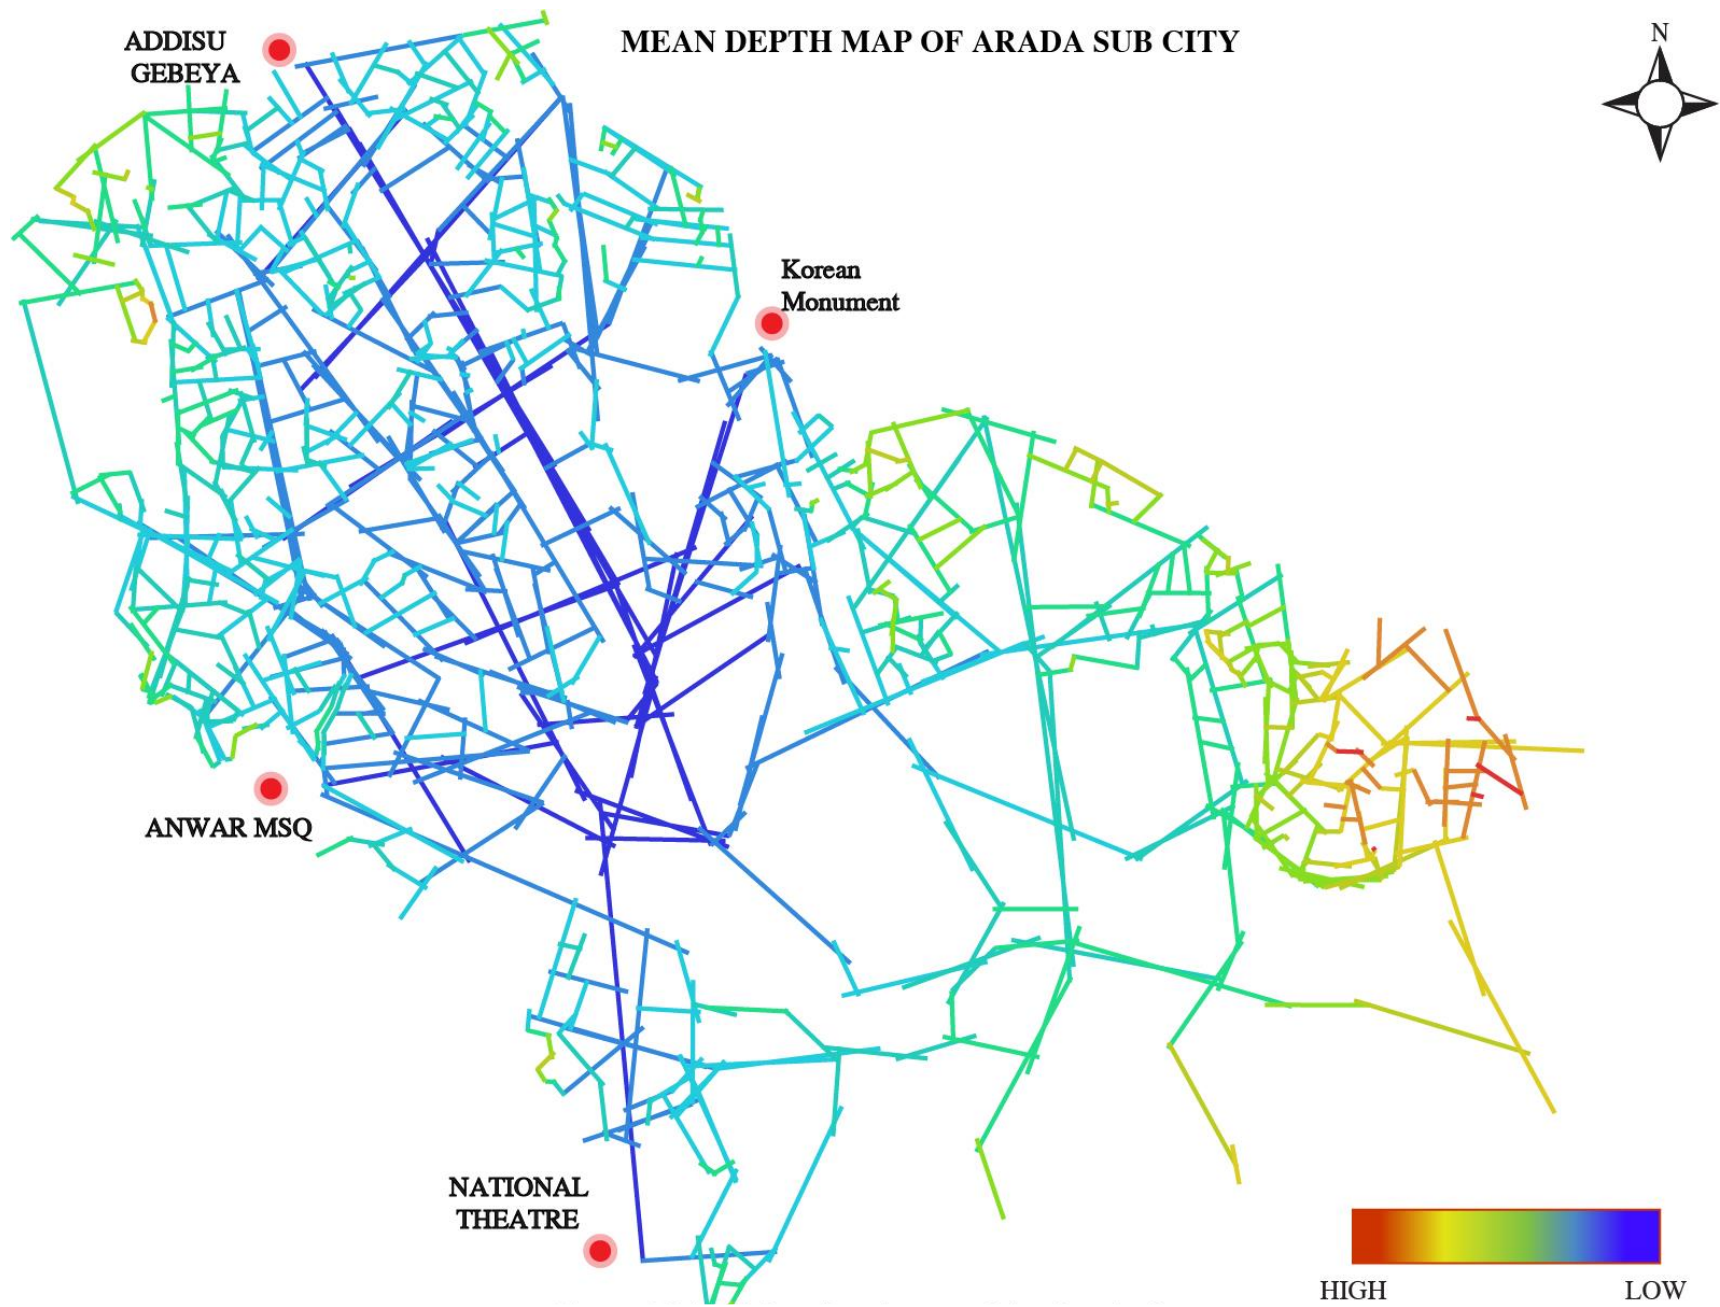 MEAN DEPTH MAP OF ARADA SUB CITY
N
ADDISU
GEBEYA
Korean
Monument
ANWAR MSQ
NATIONAL
THEATRE
HIGH
LOW